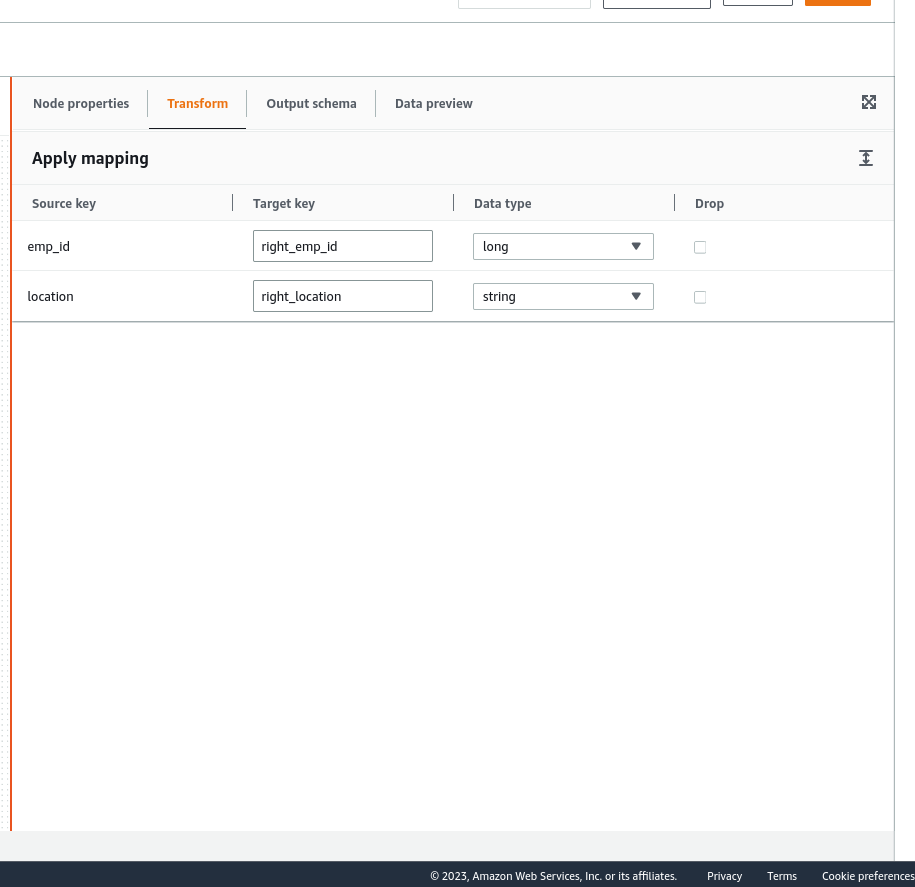 Node properties Transform Output schema Data preview
Apply mapping
Source key Target key Data type Drop
emp_id right_emp_id long
location right_location string
© 2023, Amazon Web Services, Inc. or its affiliates. Privacy Terms Cookie preferences